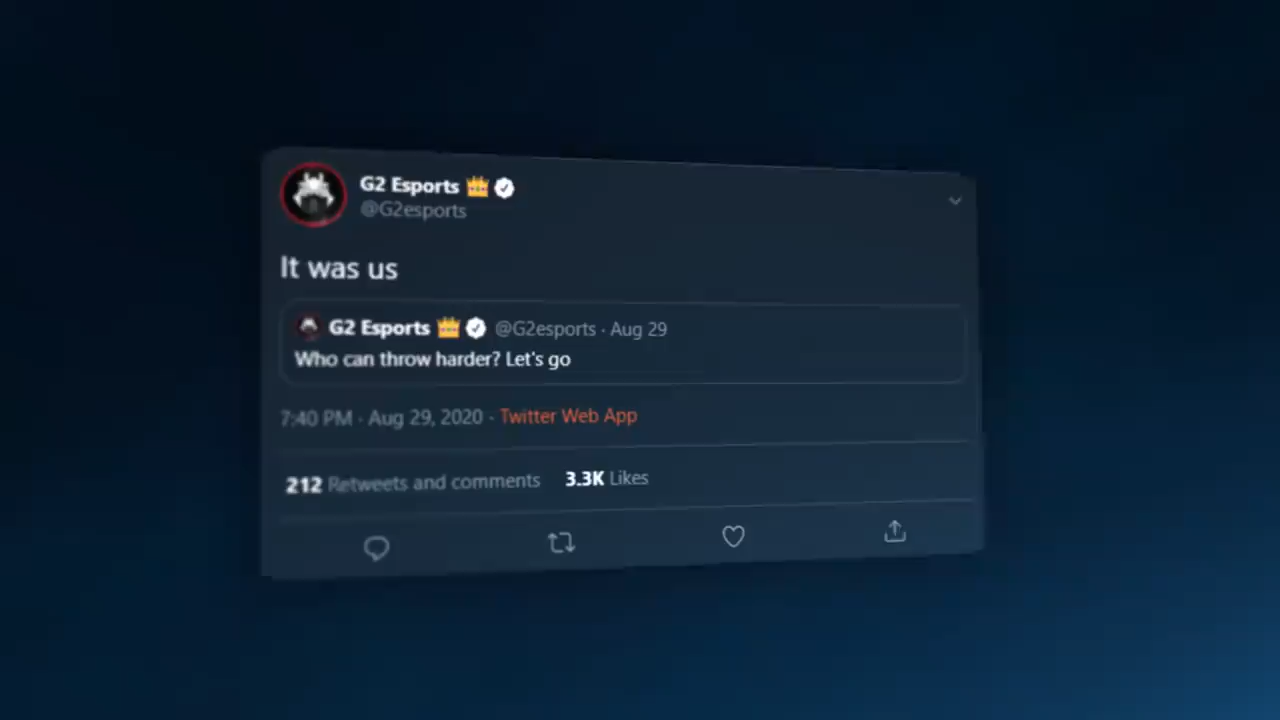 G2 Esports 👑
@G2esports
It was us
G2 Esports 👑 @G2esports · Aug 29
Who can throw harder? Let's go
7:40 PM · Aug 29, 2020 · Twitter Web App
212 Retweets and comments 3.3K Likes